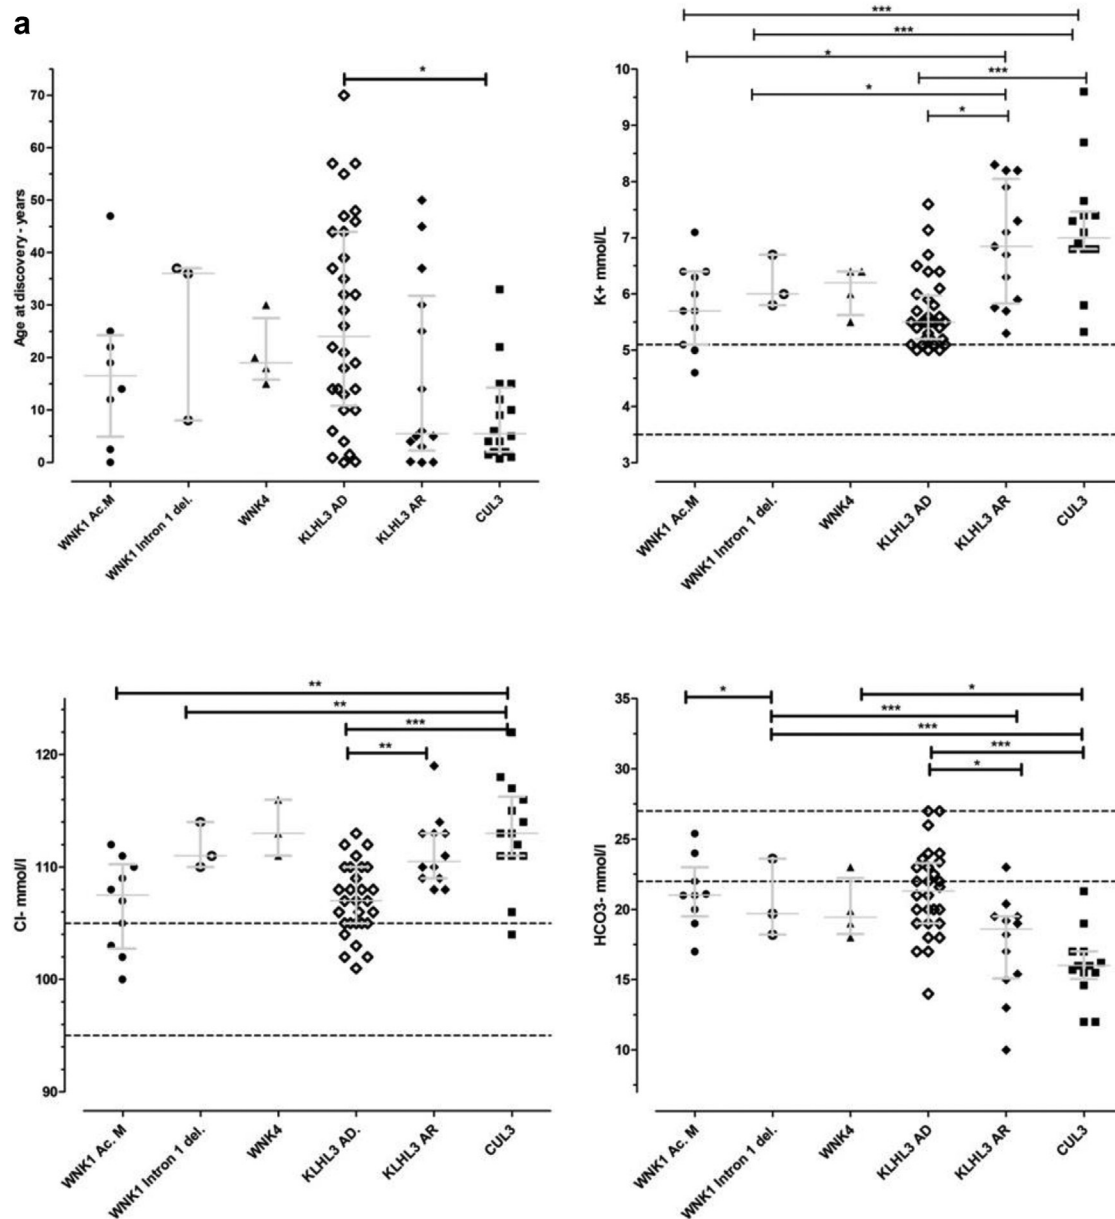 a
*
Age at discovery - years
70
60
50
40
30
20
10
0
WNK1 Ac.M
WNK1 Intron 1 del.
WNK4
KLHL3 AD
KLHL3 AR
CUL3
***
***
*
***
*
*
K+ mmol/L
10
9
8
7
6
5
4
3
WNK1 Ac.M
WNK1 Intron 1 del.
WNK4
KLHL3 AD
KLHL3 AR
CUL3
**
**
***
**
Cl- mmol/l
120
110
100
90
WNK1 Ac. M
WNK1 Intron 1 del.
WNK4
KLHL3 AD.
KLHL3 AR
CUL3
*
*
***
***
***
*
HCO3- mmol/l
35
30
25
20
15
10
WNK1 Ac. M
WNK1 Intron 1 del.
WNK4
KLHL3 AD
KLHL3 AR
CUL3